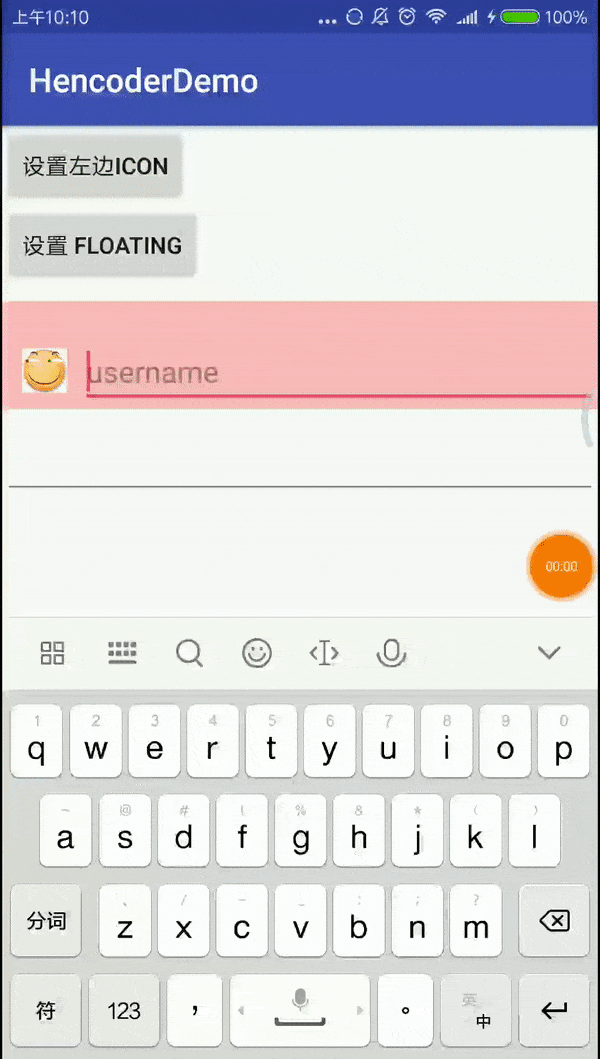 上午10:10 ... 100%
HencoderDemo
设置左边ICON
设置 FLOATING
username
00:00
1 2 3 4 5 6 7 8 9 0
q w e r t y u i o p
~ @ # % & * ( )
a s d f g h j k l
、 / - _ : ; ?
分词 z x c v b n m
英
符 123 , 。 中